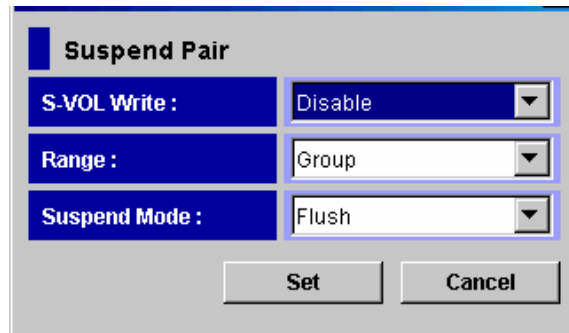 Suspend Pair
S-VOL Write : Disable
Range : Group
Suspend Mode : Flush
Set Cancel